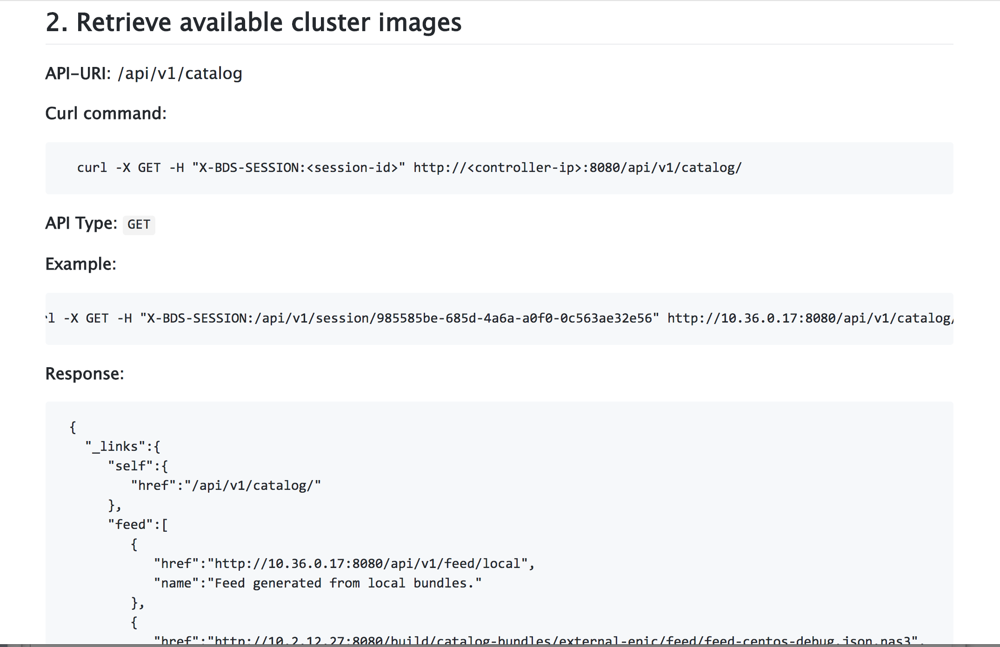 2. Retrieve available cluster images
API-URI: /api/v1/catalog
Curl command:
curl -X GET -H "X-BDS-SESSION:<session-id>" http://<controller-ip>:8080/api/v1/catalog/
API Type: GET
Example:
rl -X GET -H "X-BDS-SESSION:/api/v1/session/985585be-685d-4a6a-a0f0-0c563ae32e56" http://10.36.0.17:8080/api/v1/catalog/
Response:
{
"_links":{
"self":{
"href":"/api/v1/catalog/"
},
"feed":[
{
"href":"http://10.36.0.17:8080/api/v1/feed/local",
"name":"Feed generated from local bundles."
},
{
"href":"http://10.2.12.27:8080/build/catalog-bundles/external-epic/feed/feed-centos-debug.json.nas3",